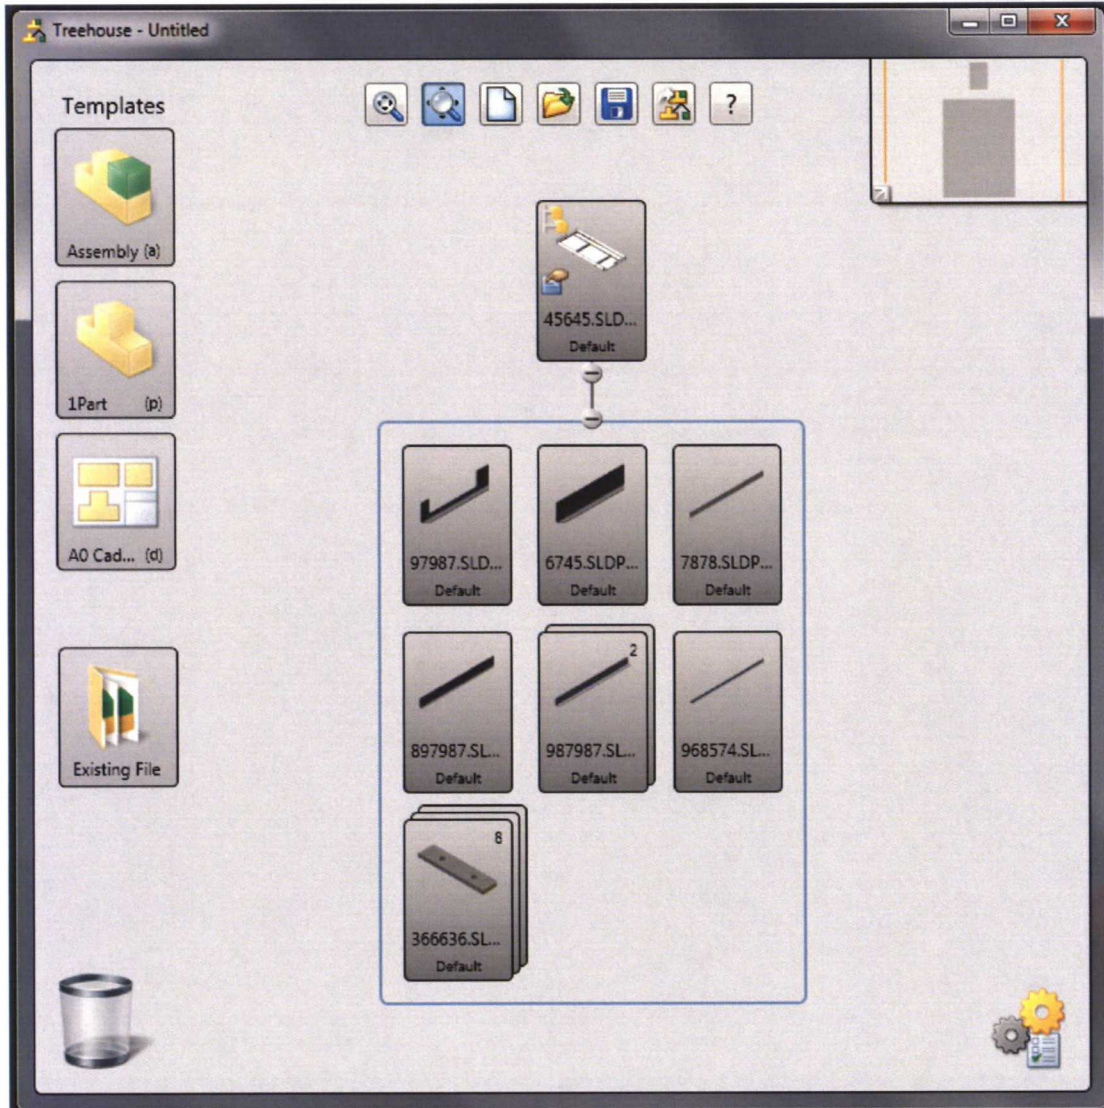 Treehouse - Untitled
Templates
?
Assembly (a)
1Part (p)
A0 Cad... (d)
Existing File
45645.SLD...
Default
97987.SLD...
Default
6745.SLDP...
Default
7878.SLDP...
Default
897987.SL...
Default
2
987987.SL...
Default
968574.SL...
Default
8
366636.SL...
Default